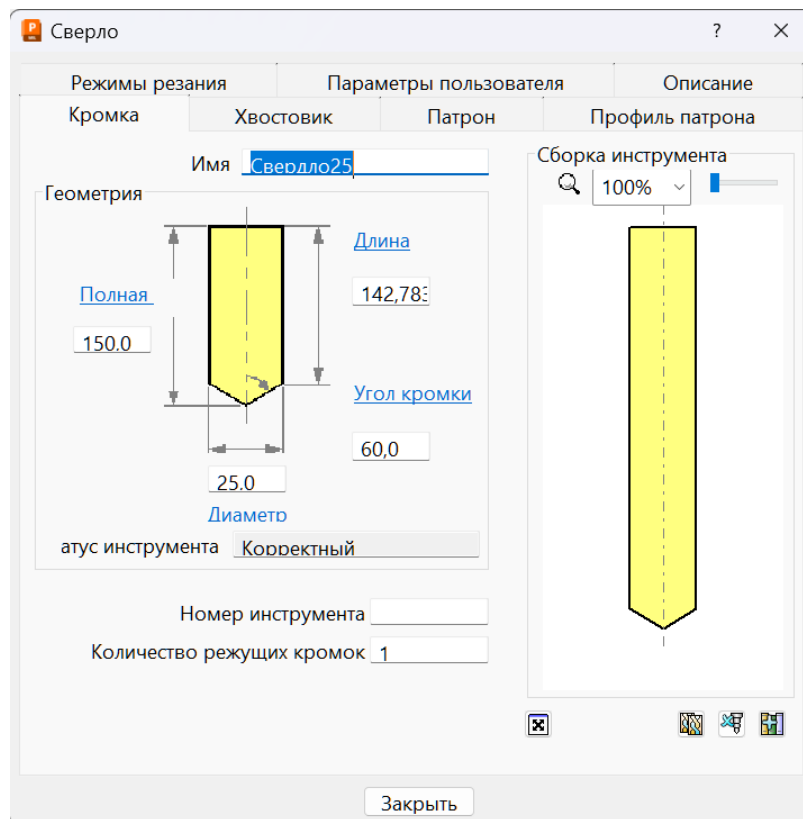 Сверло
?
Режимы резания
Параметры пользователя
Описание
Кромка
Хвостовик
Патрон
Профиль патрона
Имя Сверло25
Сборка инструмента
100%
Геометрия
Длина
142,783
Полная
150.0
Угол кромки
60,0
25.0
Диаметр
атус инструмента Корректный
Номер инструмента
Количество режущих кромок 1
Закрыть